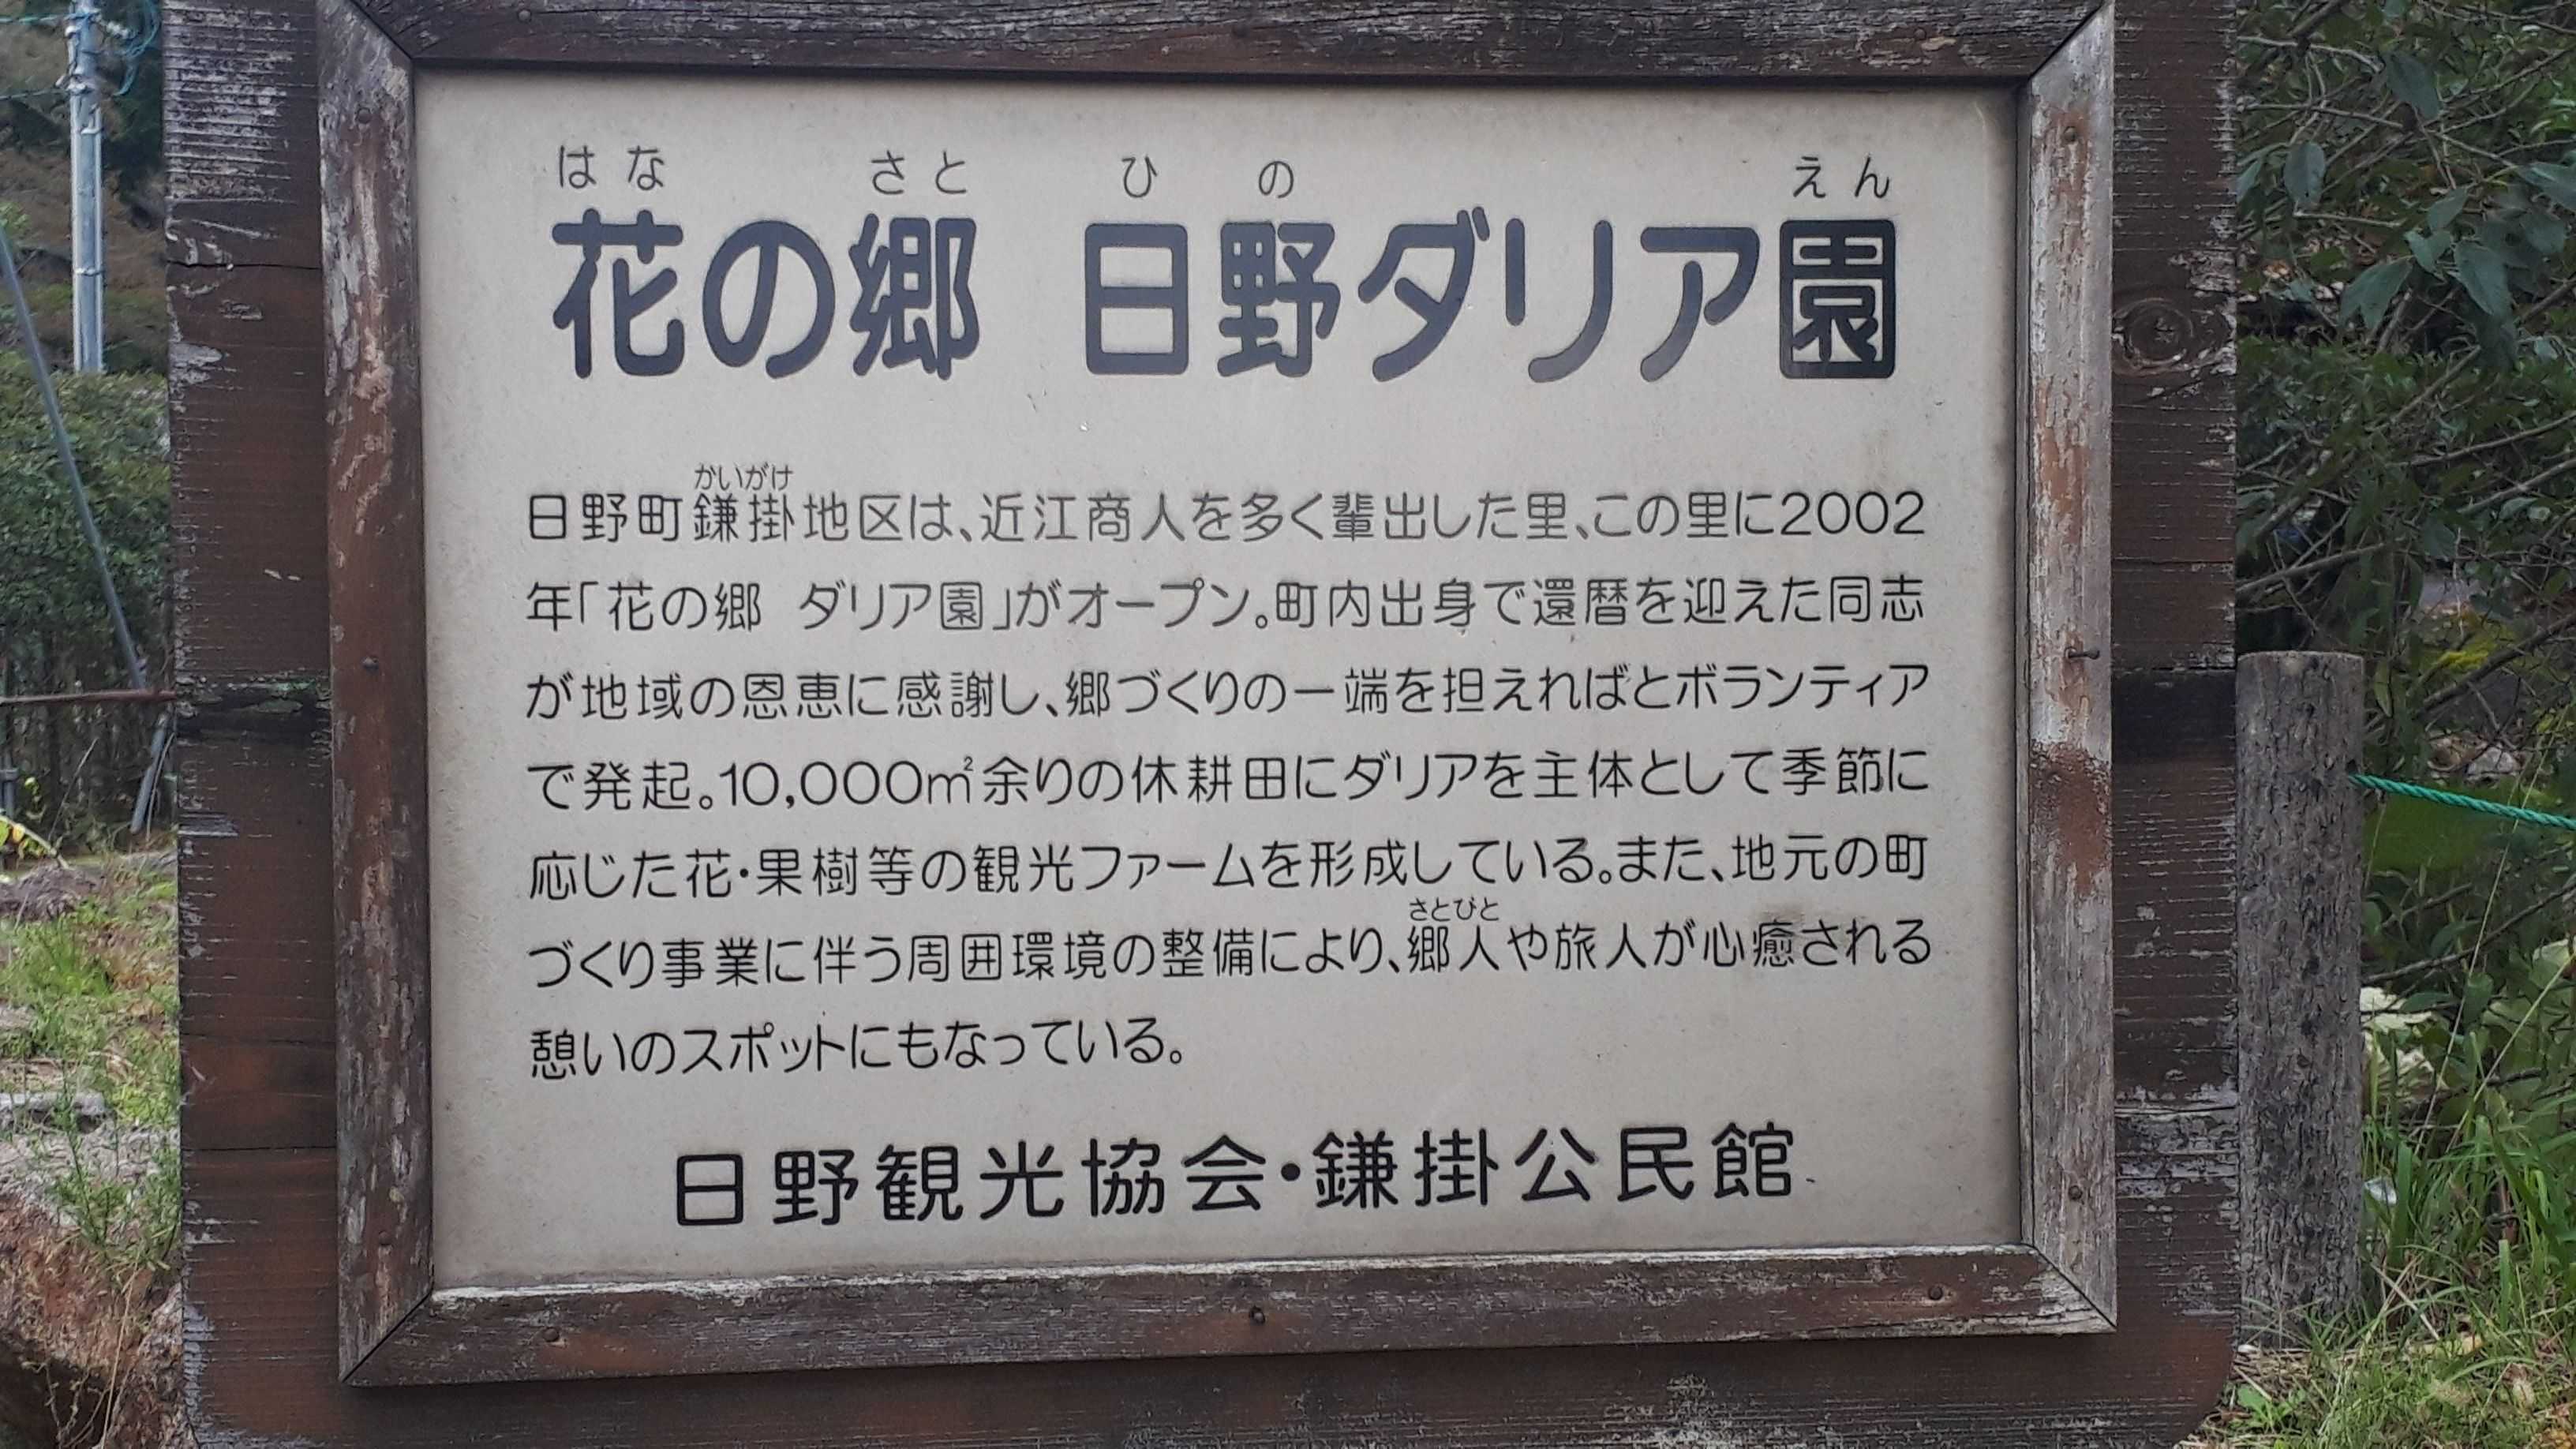 はな さと ひ の えん
花の郷 日野ダリア園
かいがけ
日野町鎌掛地区は、近江商人を多く輩出した里、この里に2002
年「花の郷 ダリア園」がオープン。町内出身で還暦を迎えた同志
が地域の恩恵に感謝し、郷づくりの一端を担えればとボランティア
で発起。10,000㎡余りの休耕田にダリアを主体として季節に
応じた花・果樹等の観光ファームを形成している。また、地元の町
さとびと
づくり事業に伴う周囲環境の整備により、郷人や旅人が心癒される
憩いのスポットにもなっている。
日野観光協会・鎌掛公民館